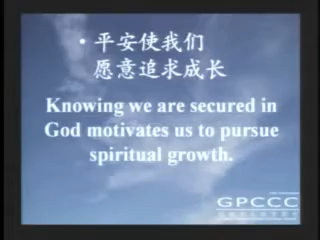 • 平安使我们
愿意追求成长
Knowing we are secured in
God motivates us to pursue
spiritual growth.
GPCCC